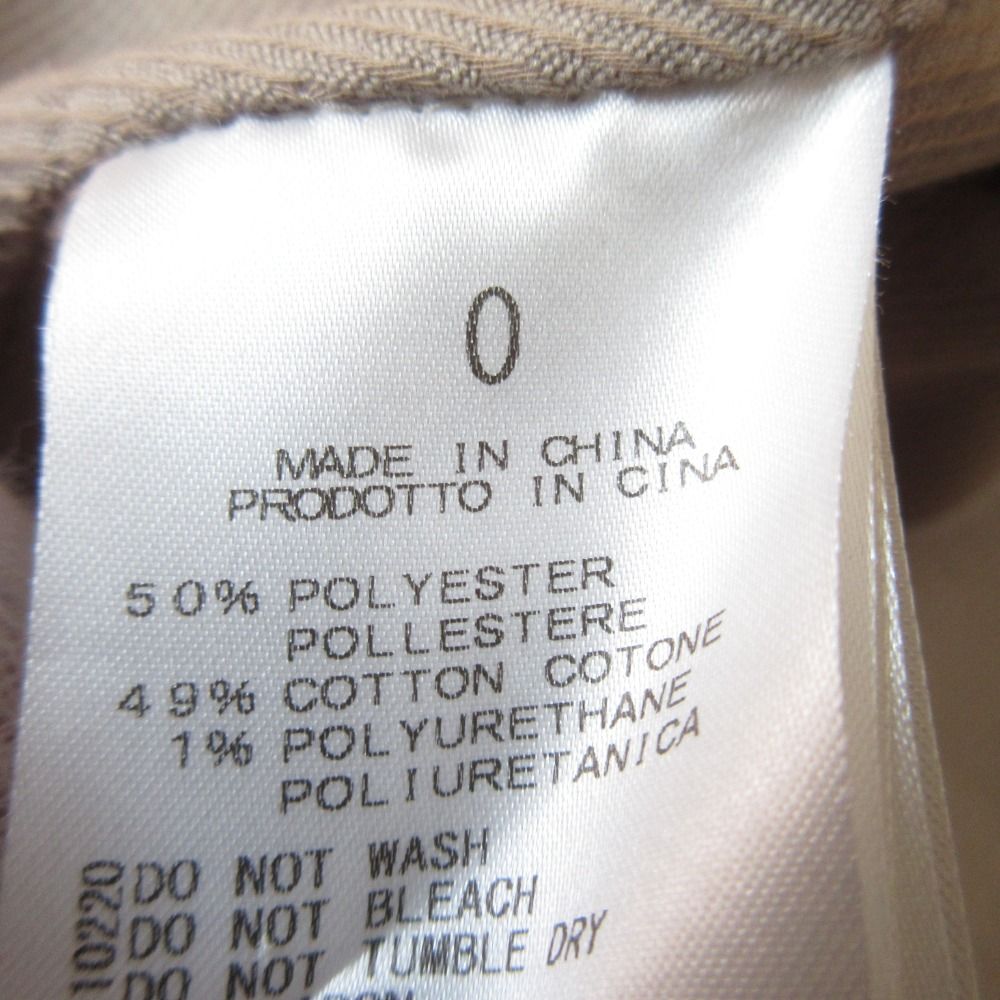 0
MADE IN CHINA
PRODOTTO IN CINA
50% POLYESTER
POLLESTERE
49% COTTON COTONE
1% POLYURETHANE
POLIURETANICA
DO NOT WASH
DO NOT BLEACH
DO NOT TUMBLE DRY
10220